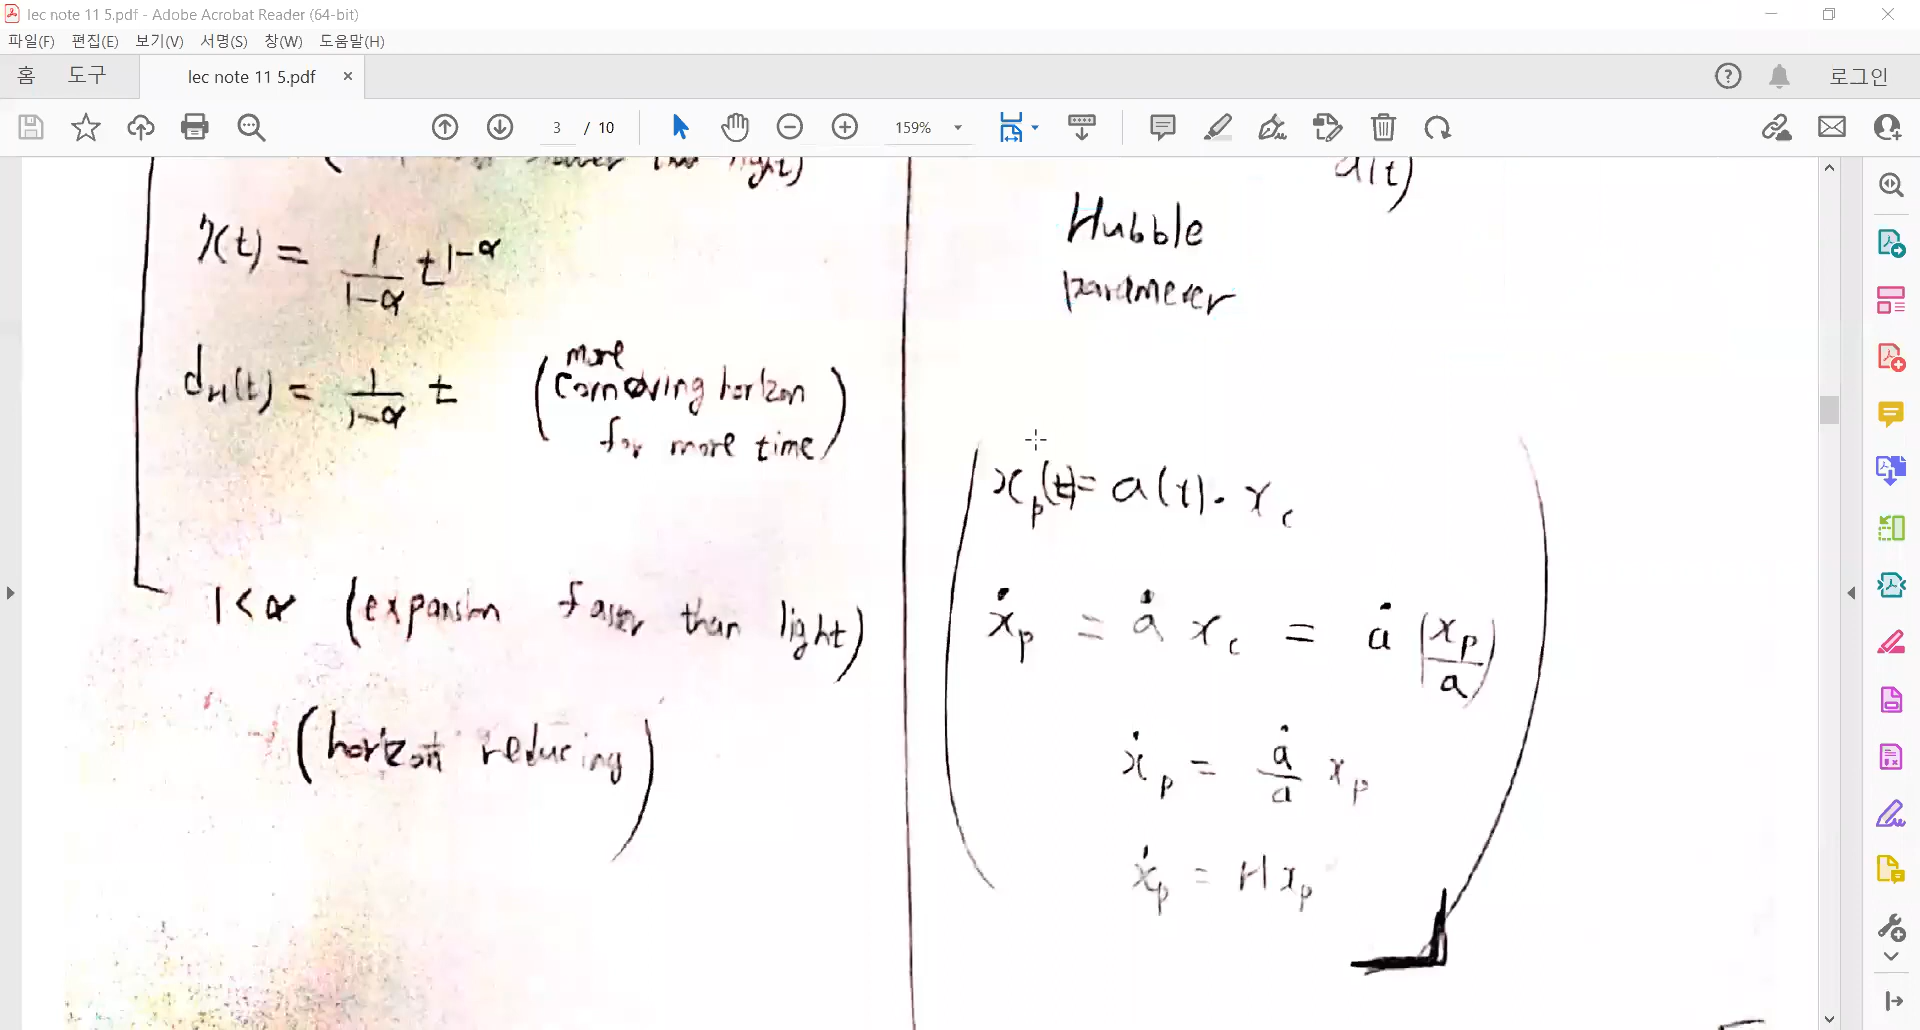 lec note 11 5.pdf - Adobe Acrobat Reader (64-bit)
파일(F) 편집(E) 보기(V) 서명(S) 창(W) 도움말(H)
홈 도구 lec note 11 5.pdf × 로그인
3 / 10 159%
light)
η(t) = 1/1-α t^1-α
d_H(t) = 1/1-α t (more comoving horizon
for more time)
1 < α (expansion faster than light)
(horizon reducing)
a(t)
Hubble
parameter
x_p(t) = a(t) · x_c
ẋ_p = ȧ x_c = ȧ (x_p/a)
ẋ_p = ȧ/a x_p
ẋ_p = H x_p